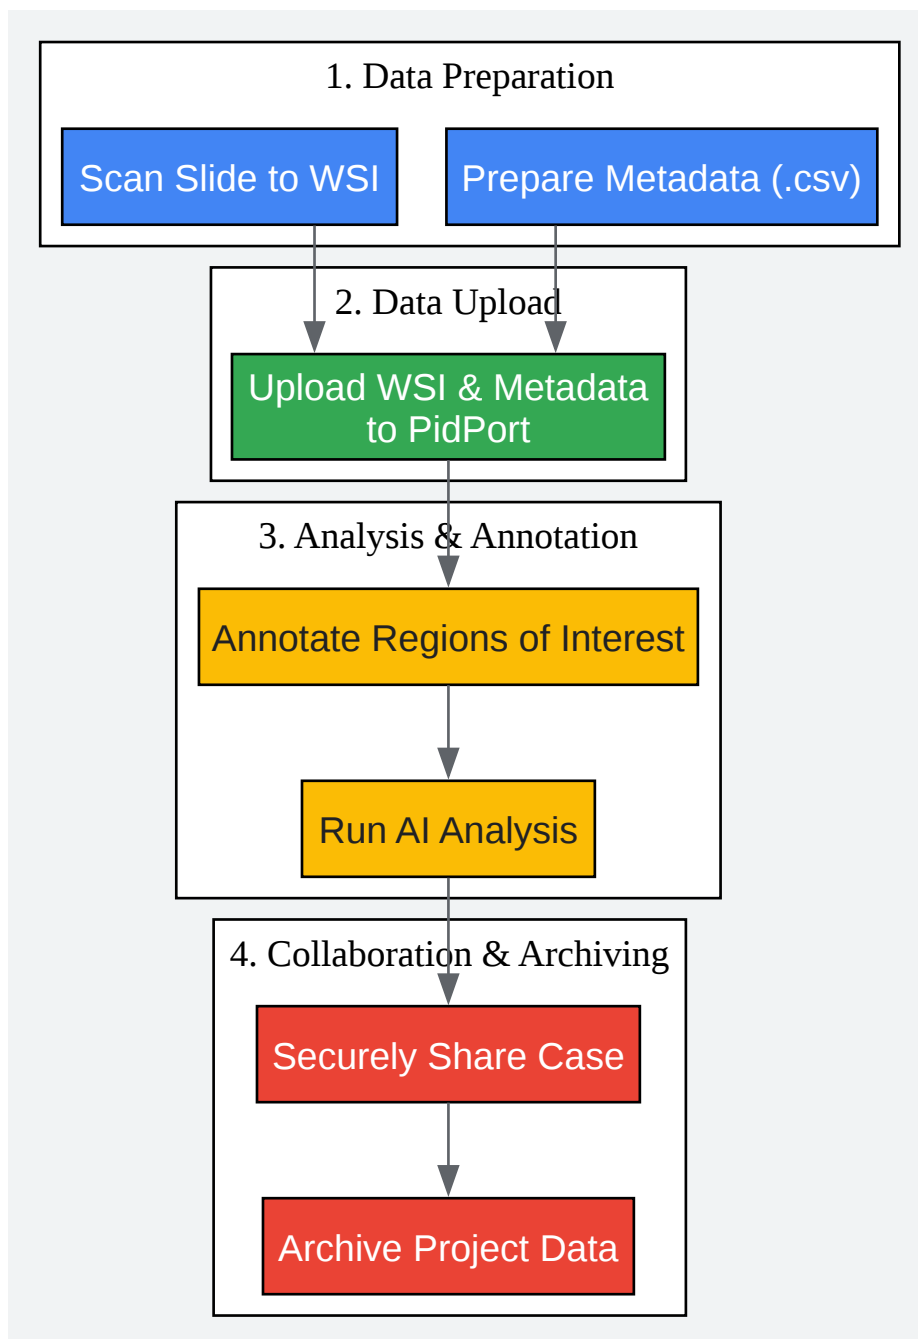 1. Data Preparation
Scan Slide to WSI
Prepare Metadata (.csv)
2. Data Upload
Upload WSI & Metadata
to PidPort
3. Analysis & Annotation
Annotate Regions of Interest
Run AI Analysis
4. Collaboration & Archiving
Securely Share Case
Archive Project Data